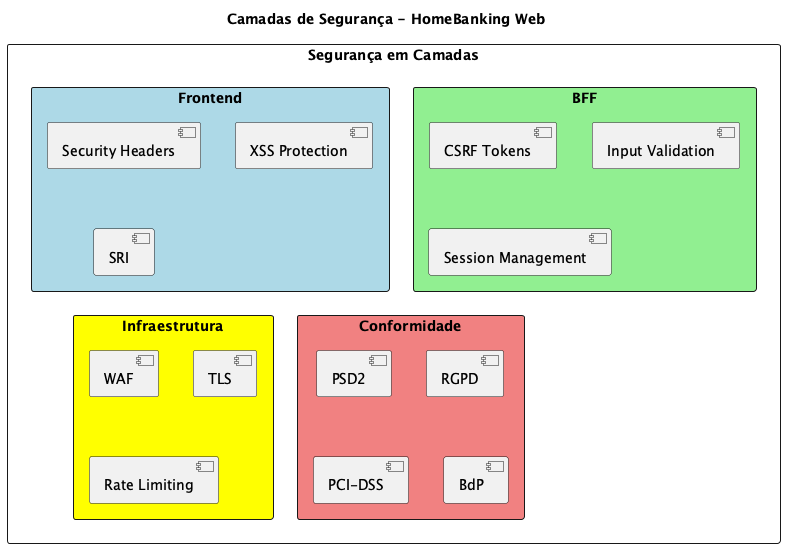 Camadas de Segurança - HomeBanking Web
Segurança em Camadas
Frontend
Security Headers
XSS Protection
SRI
BFF
CSRF Tokens
Input Validation
Session Management
Infraestrutura
WAF
TLS
Rate Limiting
Conformidade
PSD2
RGPD
PCI-DSS
BdP